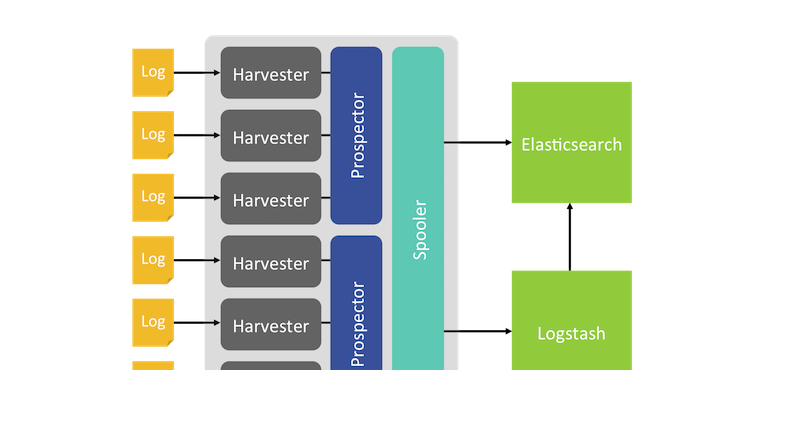 Log
Harvester
Log
Harvester
Log
Harvester
Prospector
Log
Harvester
Log
Harvester
Prospector
Spooler
Elasticsearch
Logstash